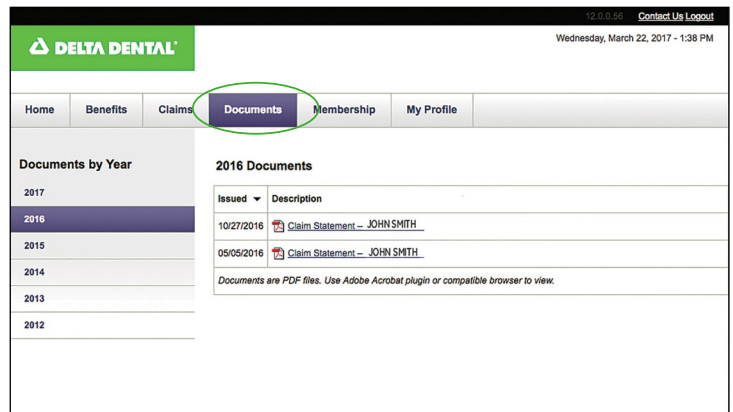 12.0.0.56 Contact Us Logout
DELTA DENTAL®
Wednesday, March 22, 2017 - 1:38 PM
Home Benefits Claims Documents Membership My Profile
Documents by Year
2017
2016
2015
2014
2013
2012
2016 Documents
Issued Description
10/27/2016 Claim Statement – JOHN SMITH
05/05/2016 Claim Statement – JOHN SMITH
Documents are PDF files. Use Adobe Acrobat plugin or compatible browser to view.